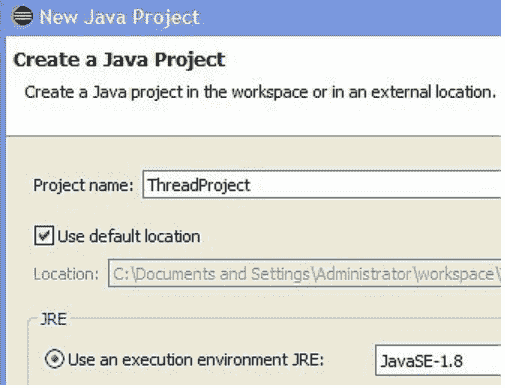 New Java Project
Create a Java Project
Create a Java project in the workspace or in an external location.
Project name: ThreadProject
Use default location
Location: C:\Documents and Settings\Administrator\workspace\
JRE
Use an execution environment JRE: JavaSE-1.8